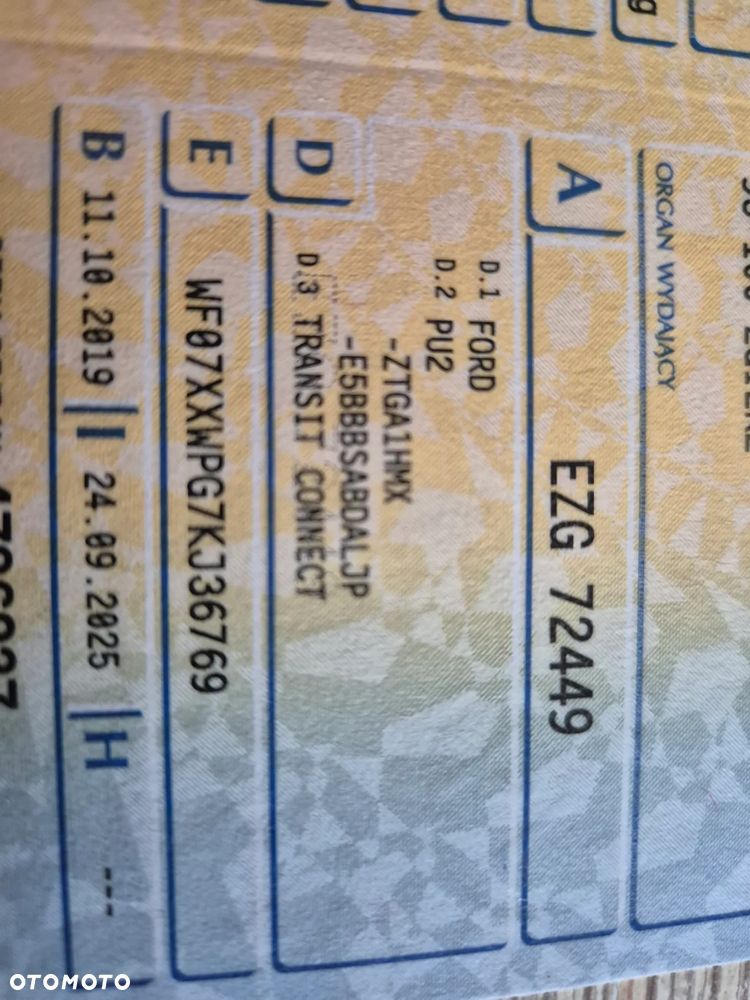 ORGAN WYDAJĄCY
A EZG 72449
D.1 FORD
D.2 PU2
-ZTGA1HMX
-E5BBBSABDALJP
D D.3 TRANSIT CONNECT
E WF07XXWPG7KJ36769
B 11.10.2019 I 24.09.2025 H ---
OTOMOTO